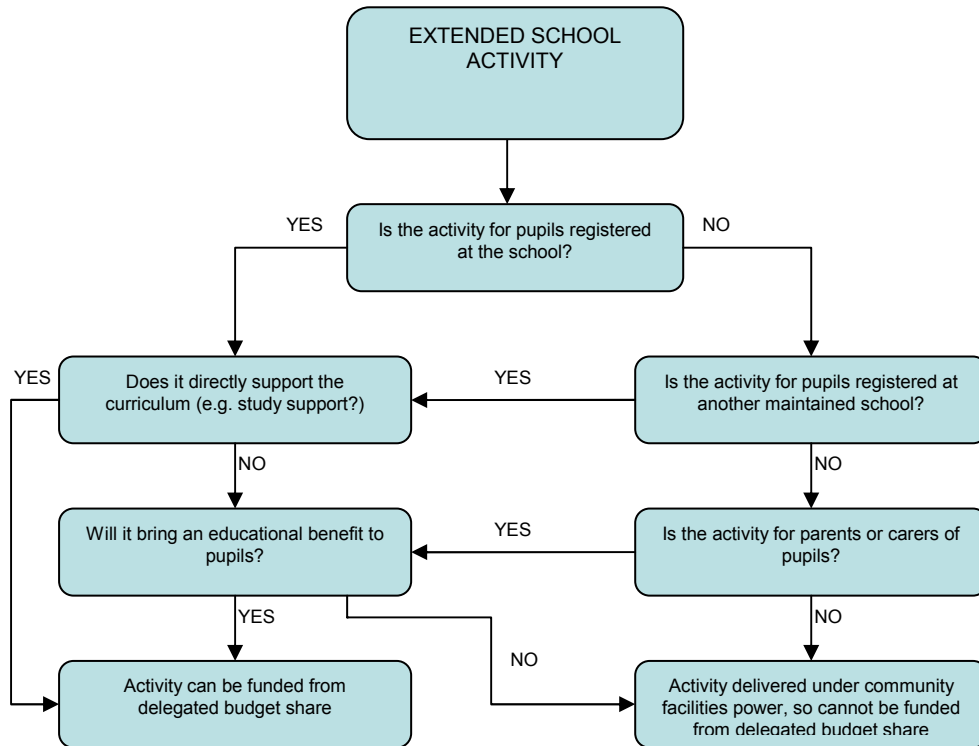 EXTENDED SCHOOL
ACTIVITY
YES
Is the activity for pupils registered
at the school?
NO
YES
Does it directly support the
curriculum (e.g. study support?)
YES
Is the activity for pupils registered at
another maintained school?
NO
NO
Will it bring an educational benefit to
pupils?
YES
Is the activity for parents or carers of
pupils?
YES
NO
NO
Activity can be funded from
delegated budget share
Activity delivered under community
facilities power, so cannot be funded
from delegated budget share